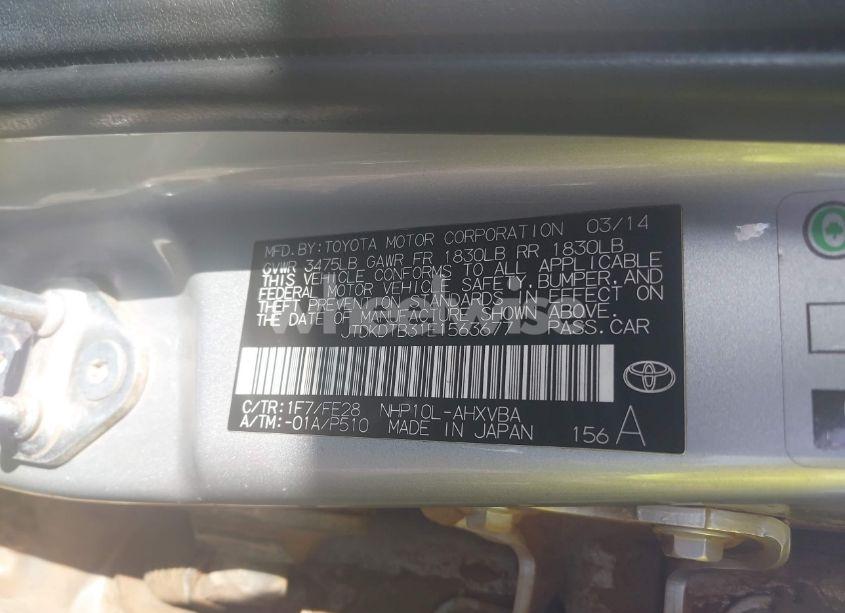 MFD.BY:TOYOTA MOTOR CORPORATION 03/14
GVWR 3475LB GAWR FR 1830LB RR 1830LB
THIS VEHICLE CONFORMS TO ALL APPLICABLE
FEDERAL MOTOR VEHICLE SAFETY,BUMPER,AND
THEFT PREVENTION STANDARDS IN EFFECT ON
THE DATE OF MANUFACTURE SHOWN ABOVE.
JTDKDTB31E1563677 PASS.CAR
wheelwise
C/TR:1F7/FE28 NHP10L-AHXVBA
A/TM:-01A/P510 MADE IN JAPAN 156 A